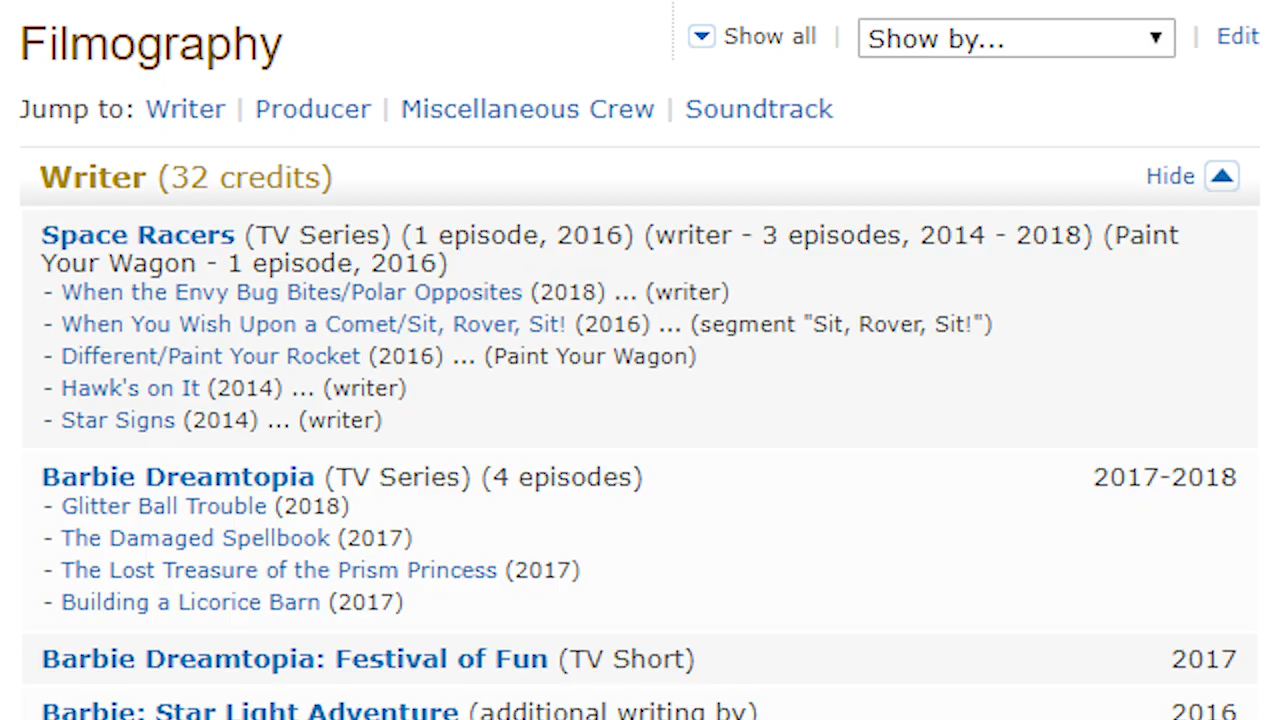 Filmography
Show all | Show by... | Edit
Jump to: Writer | Producer | Miscellaneous Crew | Soundtrack
Writer (32 credits) Hide
Space Racers (TV Series) (1 episode, 2016) (writer - 3 episodes, 2014 - 2018) (Paint
Your Wagon - 1 episode, 2016)
- When the Envy Bug Bites/Polar Opposites (2018) ... (writer)
- When You Wish Upon a Comet/Sit, Rover, Sit! (2016) ... (segment "Sit, Rover, Sit!")
- Different/Paint Your Rocket (2016) ... (Paint Your Wagon)
- Hawk's on It (2014) ... (writer)
- Star Signs (2014) ... (writer)
Barbie Dreamtopia (TV Series) (4 episodes) 2017-2018
- Glitter Ball Trouble (2018)
- The Damaged Spellbook (2017)
- The Lost Treasure of the Prism Princess (2017)
- Building a Licorice Barn (2017)
Barbie Dreamtopia: Festival of Fun (TV Short) 2017
Barbie: Star Light Adventure (additional writing by) 2016